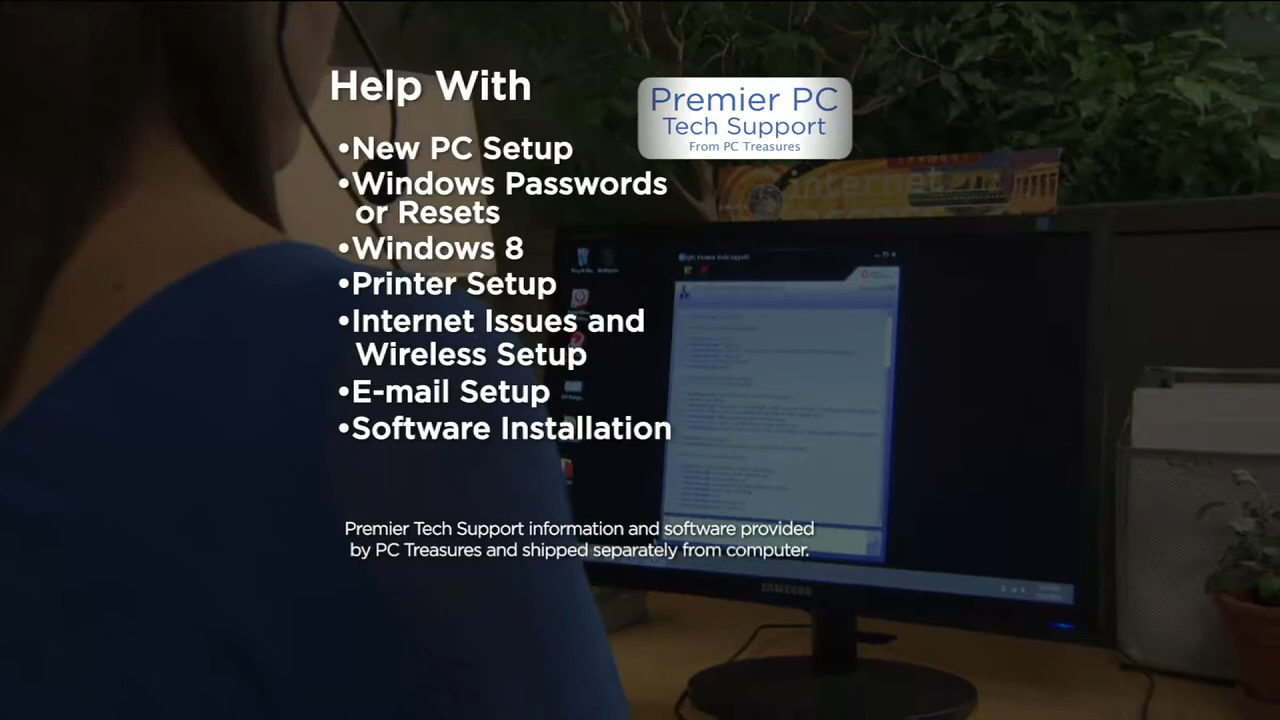 Help With
Premier PC
Tech Support
From PC Treasures
•New PC Setup
•Windows Passwords
or Resets
•Windows 8
•Printer Setup
•Internet Issues and
Wireless Setup
•E-mail Setup
•Software Installation
internet
Premier Tech Support information and software provided
by PC Treasures and shipped separately from computer.
SAMSUNG